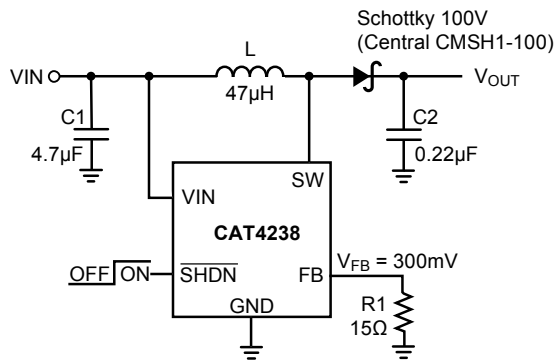 Schottky 100V
(Central CMSH1-100)
L
VIN
VOUT
47µH
C1
4.7µF
C2
0.22µF
SW
VIN
CAT4238
OFF ON
SHDN
FB
VFB = 300mV
GND
R1
15Ω